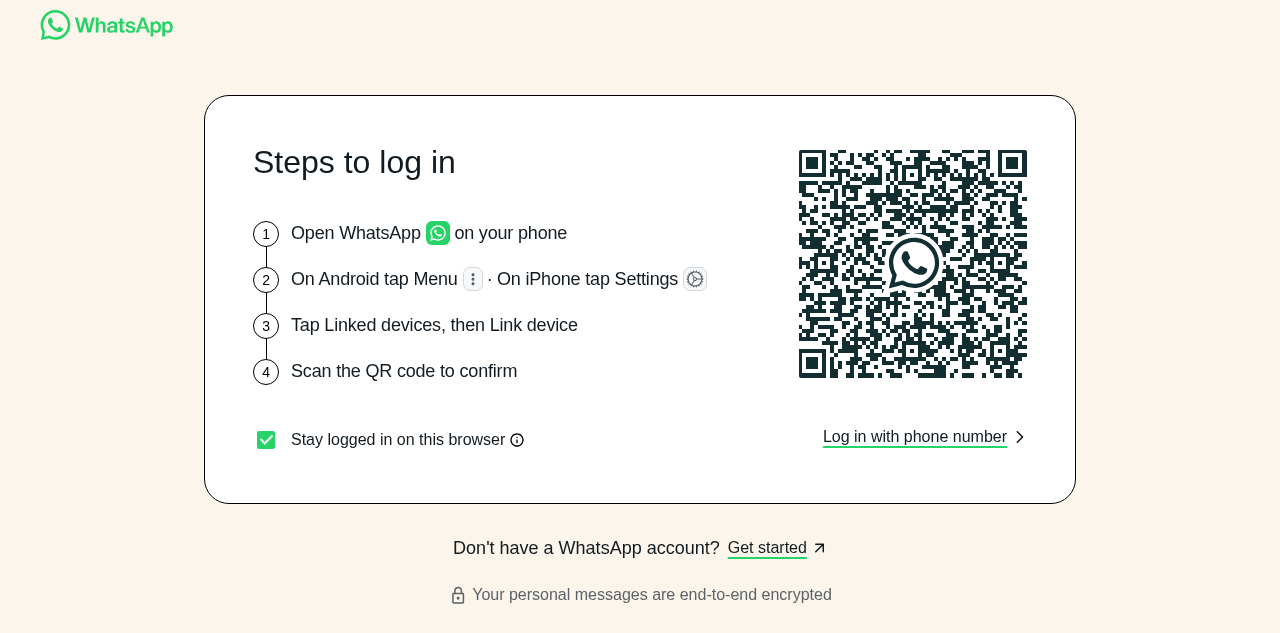 WhatsApp
Steps to log in
1 Open WhatsApp on your phone
2 On Android tap Menu · On iPhone tap Settings
3 Tap Linked devices, then Link device
4 Scan the QR code to confirm
Stay logged in on this browser
Log in with phone number
Don't have a WhatsApp account? Get started
Your personal messages are end-to-end encrypted